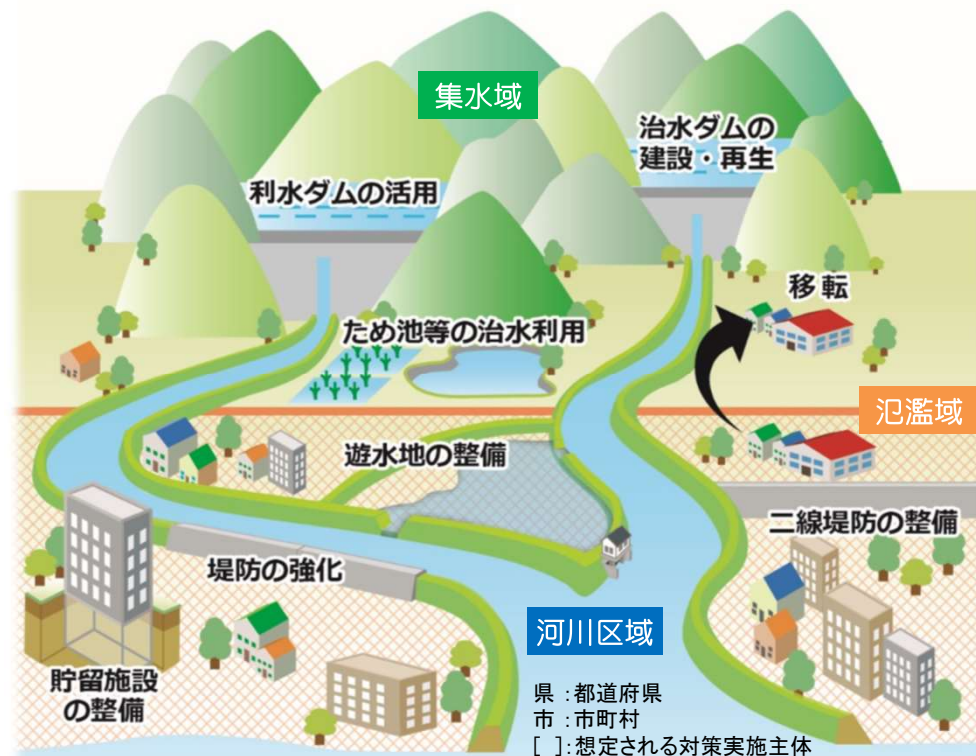 集水域
治水ダムの
建設・再生
利水ダムの活用
移転
ため池等の治水利用
氾濫域
遊水地の整備
二線堤防の整備
堤防の強化
河川区域
貯留施設
の整備
県：都道府県
市：市町村
[　]：想定される対策実施主体